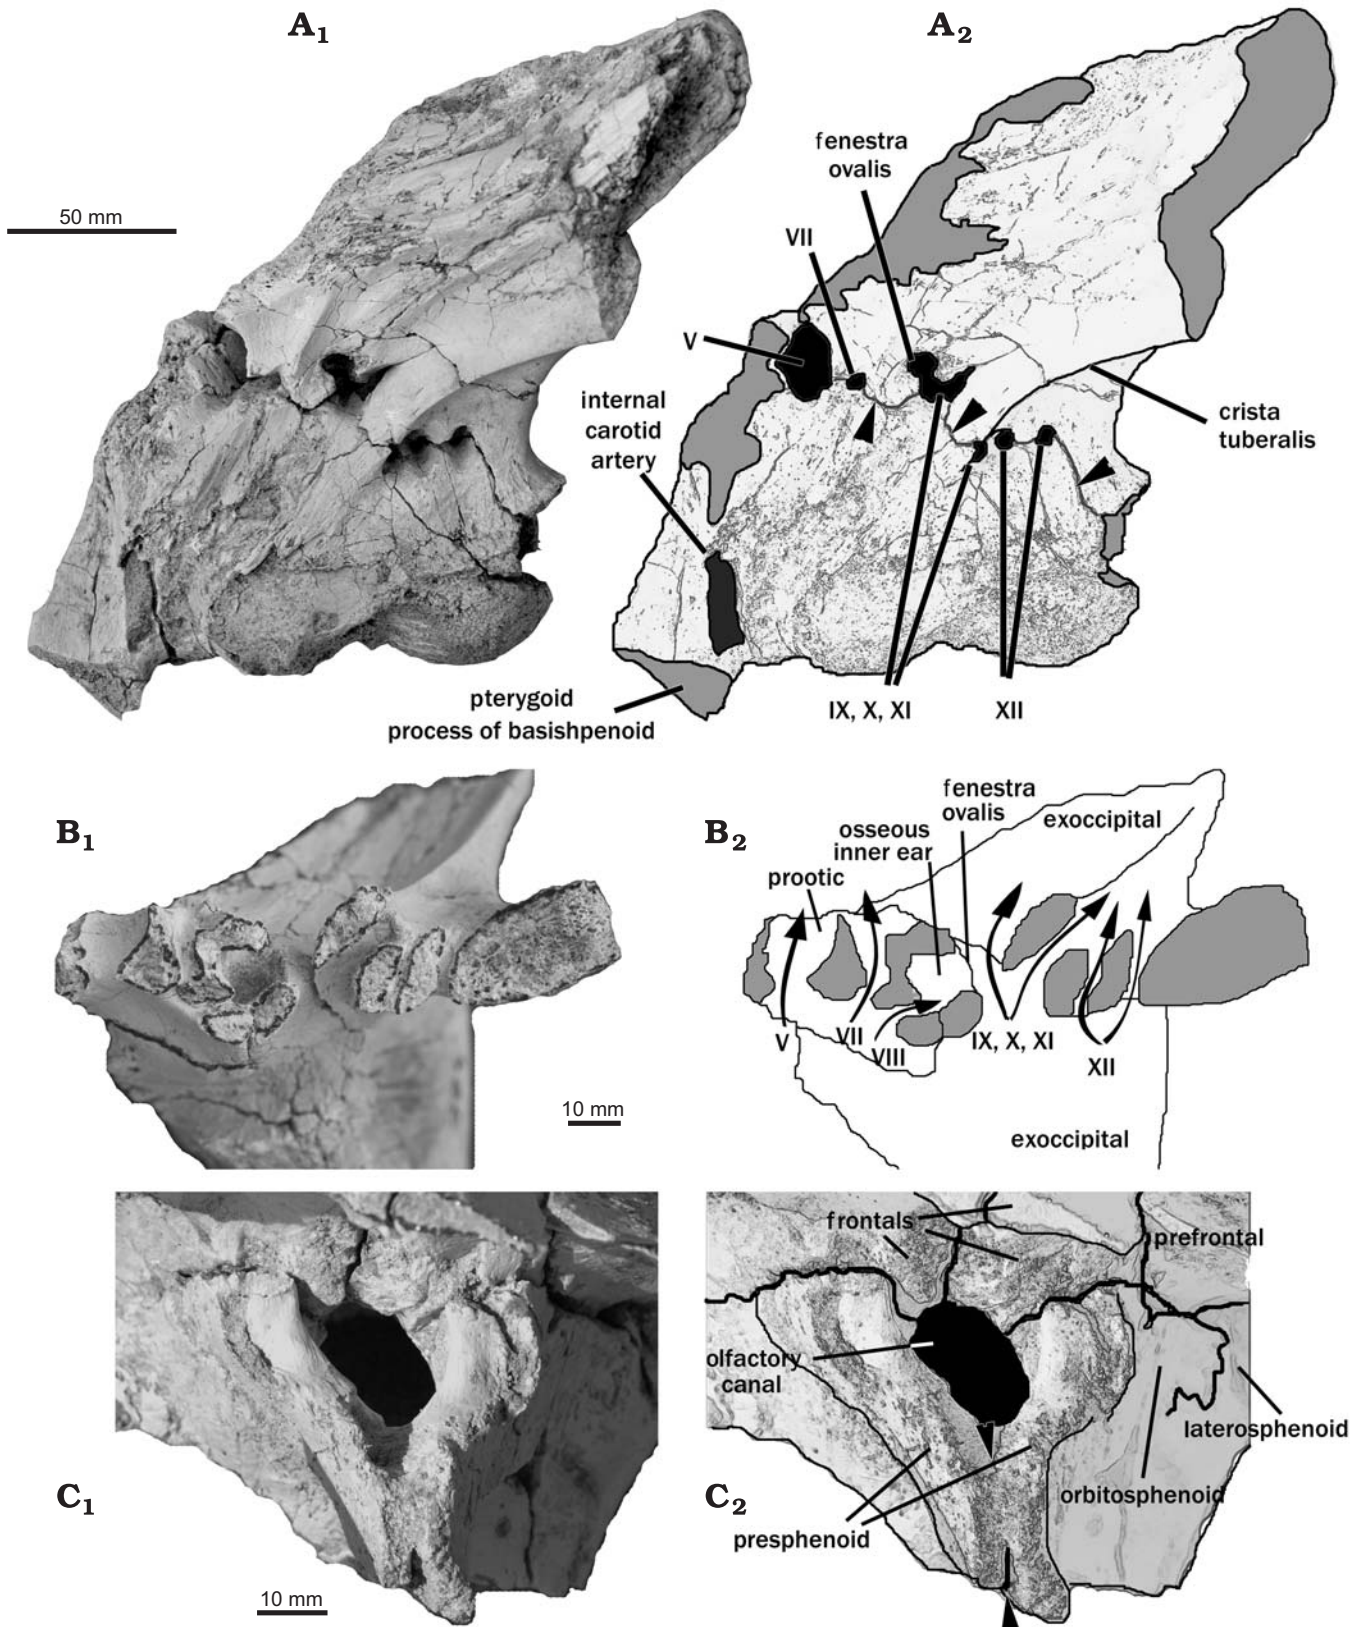 A1
A2
50 mm
fenestra
ovalis
VII
V
internal
carotid
artery
crista
tuberalis
pterygoid
process of basishpenoid
IX, X, XI
XII
B1
B2
10 mm
fenestra
ovalis
exoccipital
osseous
inner ear
prootic
V
VII
VIII
IX, X, XI
XII
exoccipital
C1
C2
10 mm
frontals
prefrontal
olfactory
canal
laterosphenoid
orbitosphenoid
presphenoid